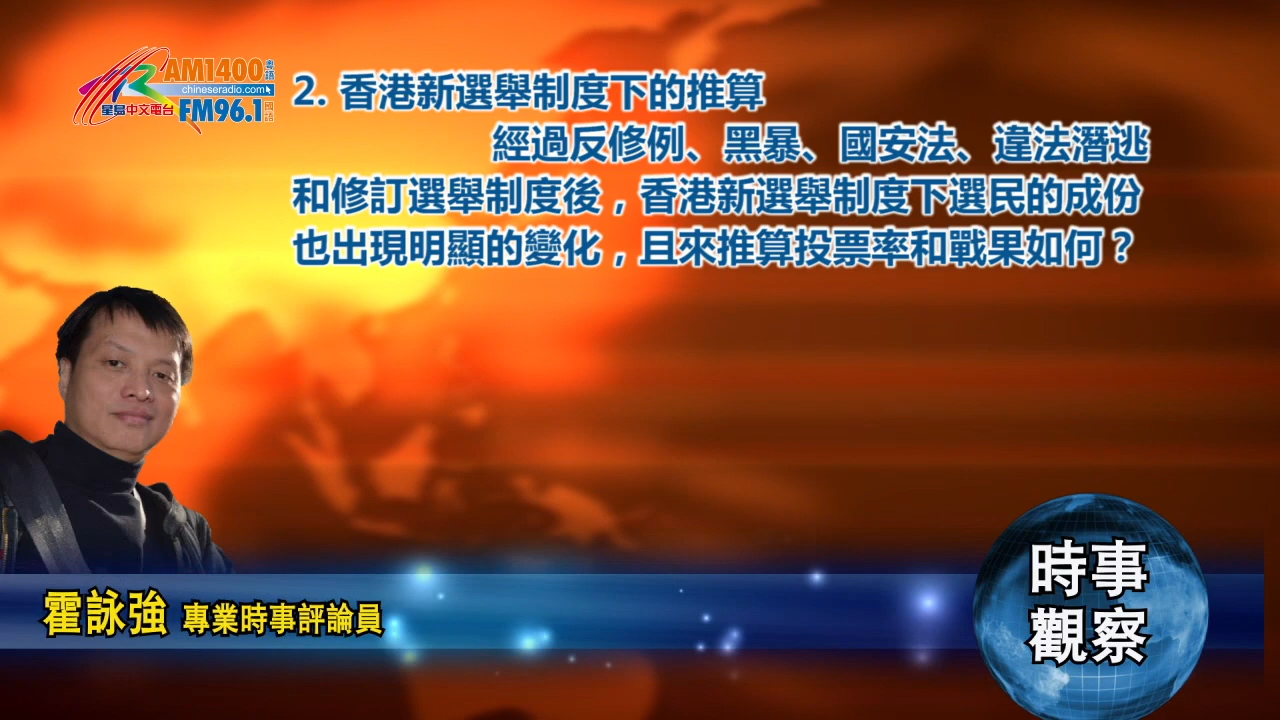 AM1400 粵語
chineseradio.com
星島中文電台 FM96.1 國語
2. 香港新選舉制度下的推算
經過反修例、黑暴、國安法、違法潛逃
和修訂選舉制度後，香港新選舉制度下選民的成份
也出現明顯的變化，且來推算投票率和戰果如何？
霍詠強 專業時事評論員
時事
觀察